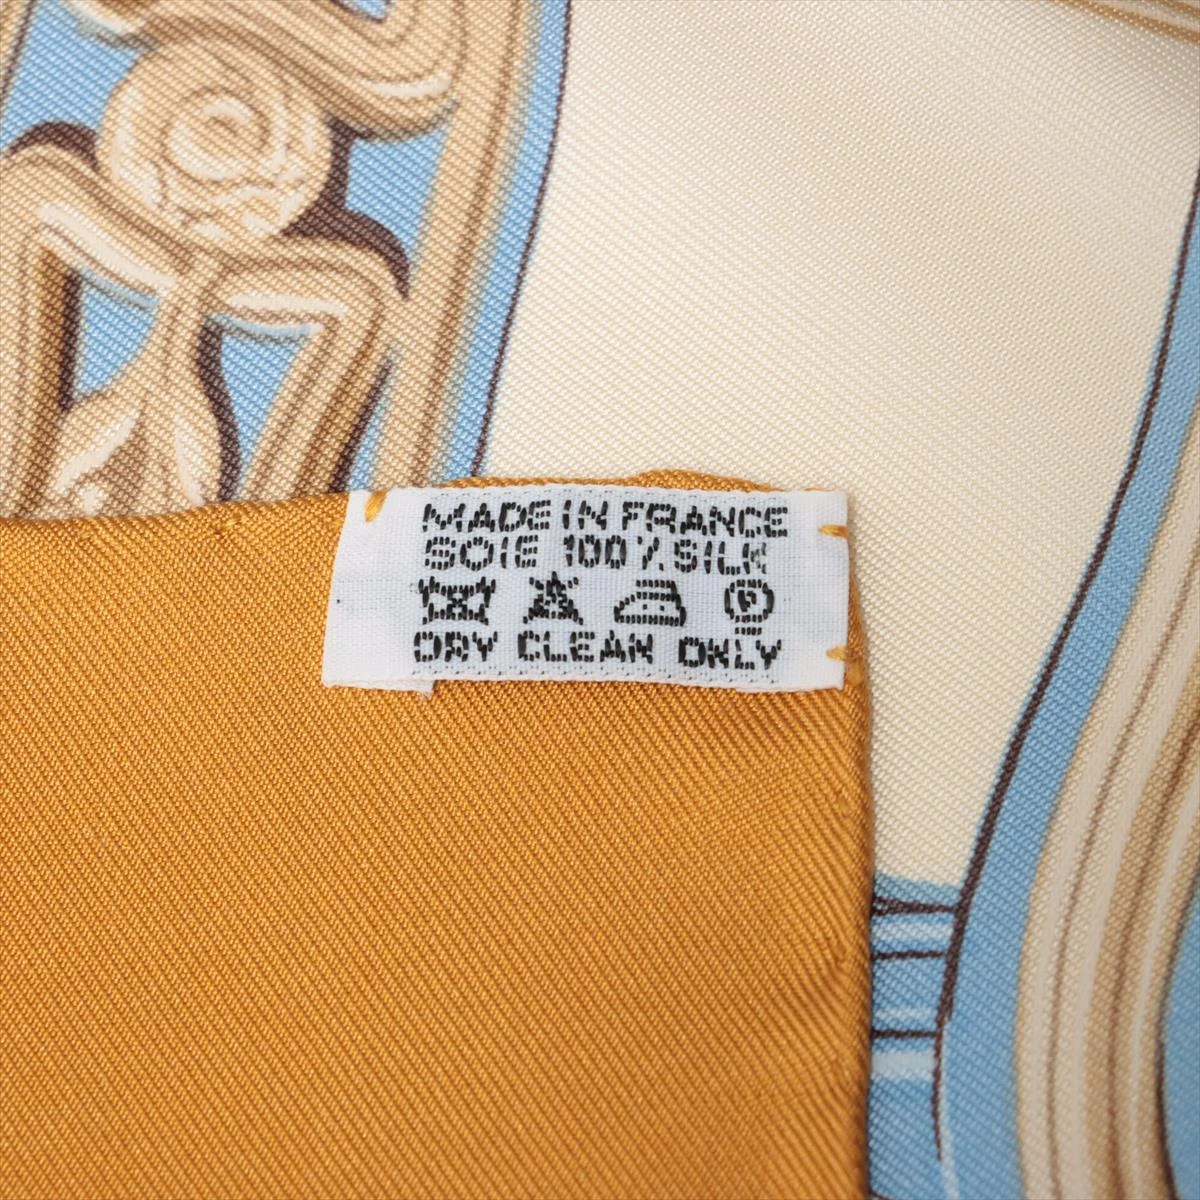 MADE IN FRANCE
SOIE 100% SILK
P
DRY CLEAN ONLY